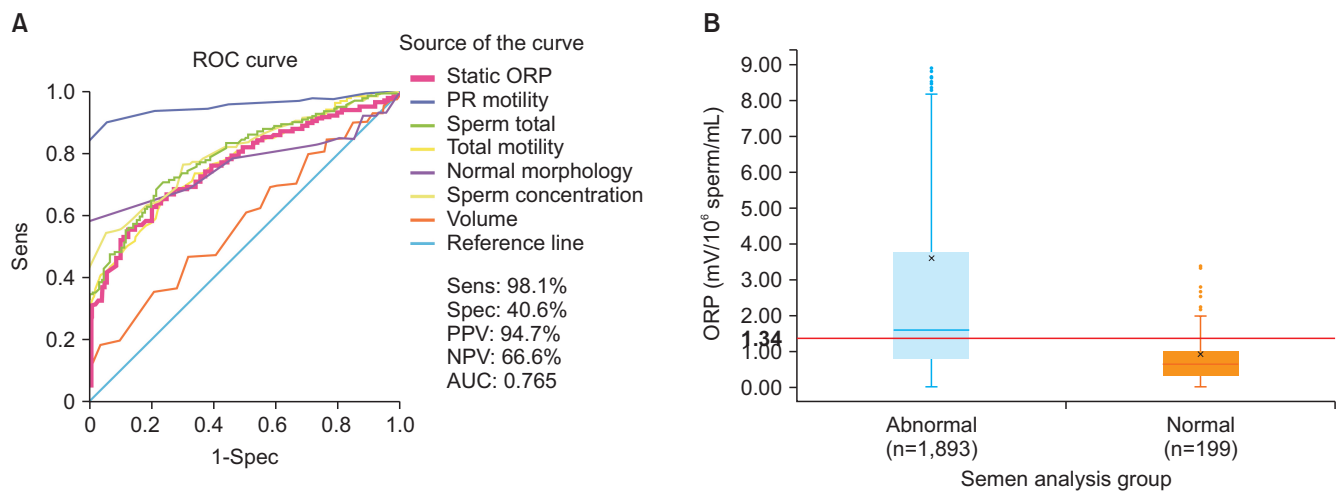 A
ROC curve
Sens
1.0
0.8
0.6
0.4
0.2
0
0
0.2
0.4
0.6
0.8
1.0
1-Spec
Source of the curve
Static ORP
PR motility
Sperm total
Total motility
Normal morphology
Sperm concentration
Volume
Reference line
Sens: 98.1%
Spec: 40.6%
PPV: 94.7%
NPV: 66.6%
AUC: 0.765
B
ORP (mV/10⁶ sperm/mL)
9.00
8.00
7.00
6.00
5.00
4.00
3.00
2.00
1.34
1.00
0.00
Abnormal
(n=1,893)
Normal
(n=199)
Semen analysis group